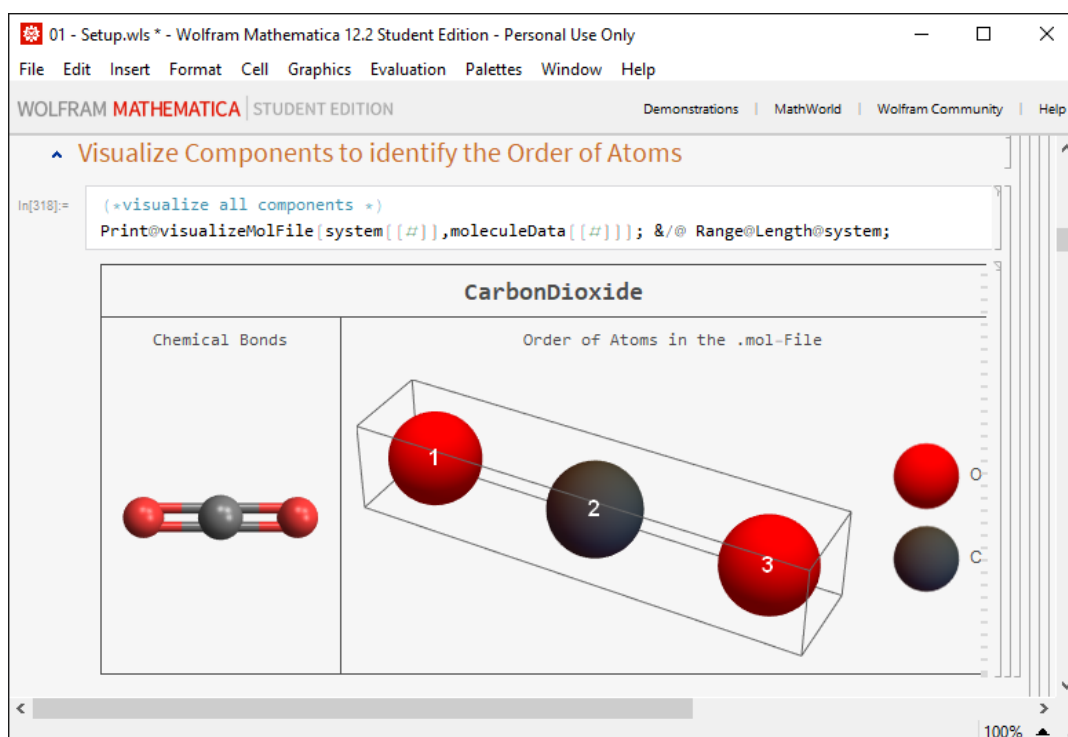 01 - Setup.wls * - Wolfram Mathematica 12.2 Student Edition - Personal Use Only
File Edit Insert Format Cell Graphics Evaluation Palettes Window Help
WOLFRAM MATHEMATICA | STUDENT EDITION Demonstrations | MathWorld | Wolfram Community | Help
Visualize Components to identify the Order of Atoms
In[318]:= (*visualize all components *)
Print@visualizeMolFile[system[[#]],moleculeData[[#]]]; &/@ Range@Length@system;
CarbonDioxide
Chemical Bonds Order of Atoms in the .mol-File
1
2
3
O
C
100%